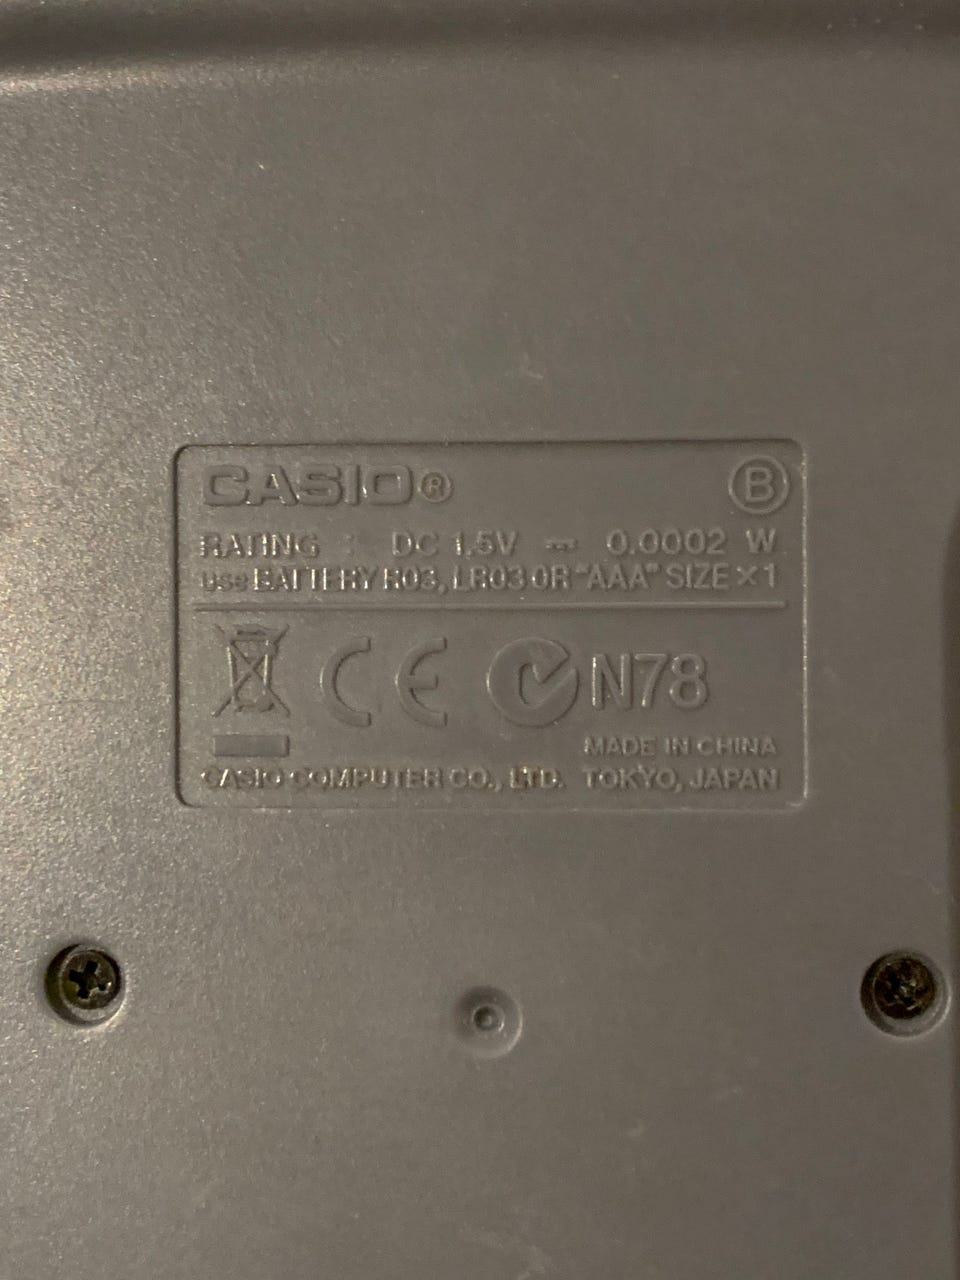 CASIO® Ⓑ
RATING : DC 1.5V ⎓ 0.0002 W
USE BATTERY R03, LR03 OR "AAA" SIZE ×1
CE N78
MADE IN CHINA
CASIO COMPUTER CO., LTD. TOKYO, JAPAN